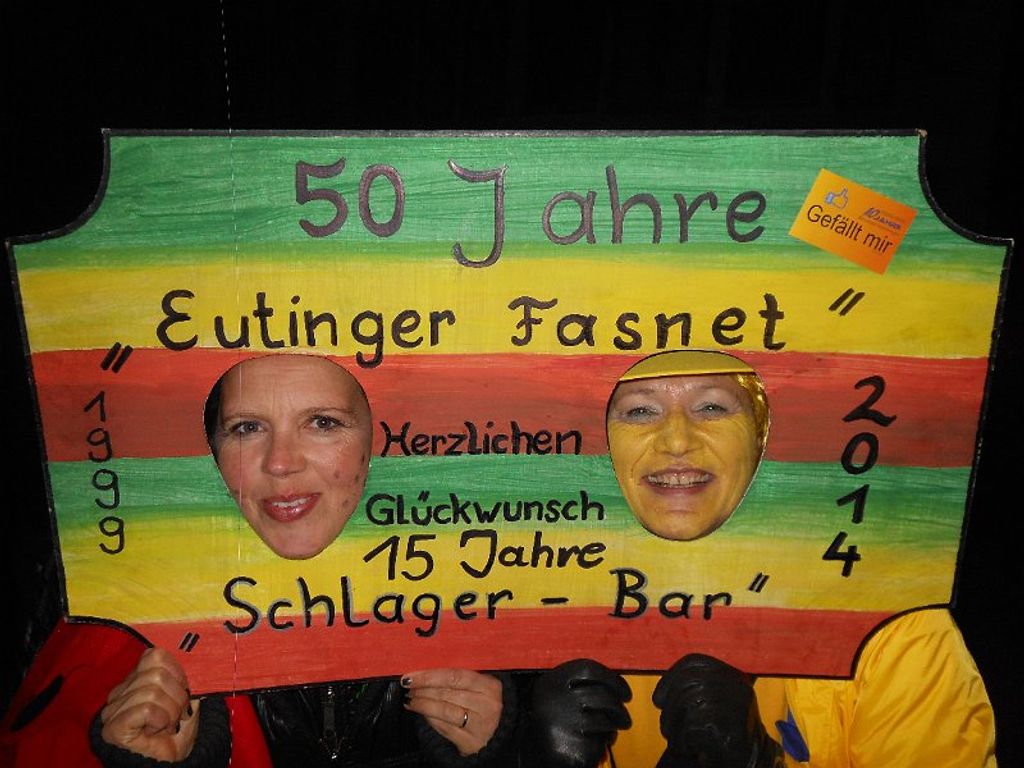 50 Jahre
Gefällt mir
"Eutinger Fasnet"
1999
2014
Herzlichen
Glückwunsch
15 Jahre
"Schlager - Bar"